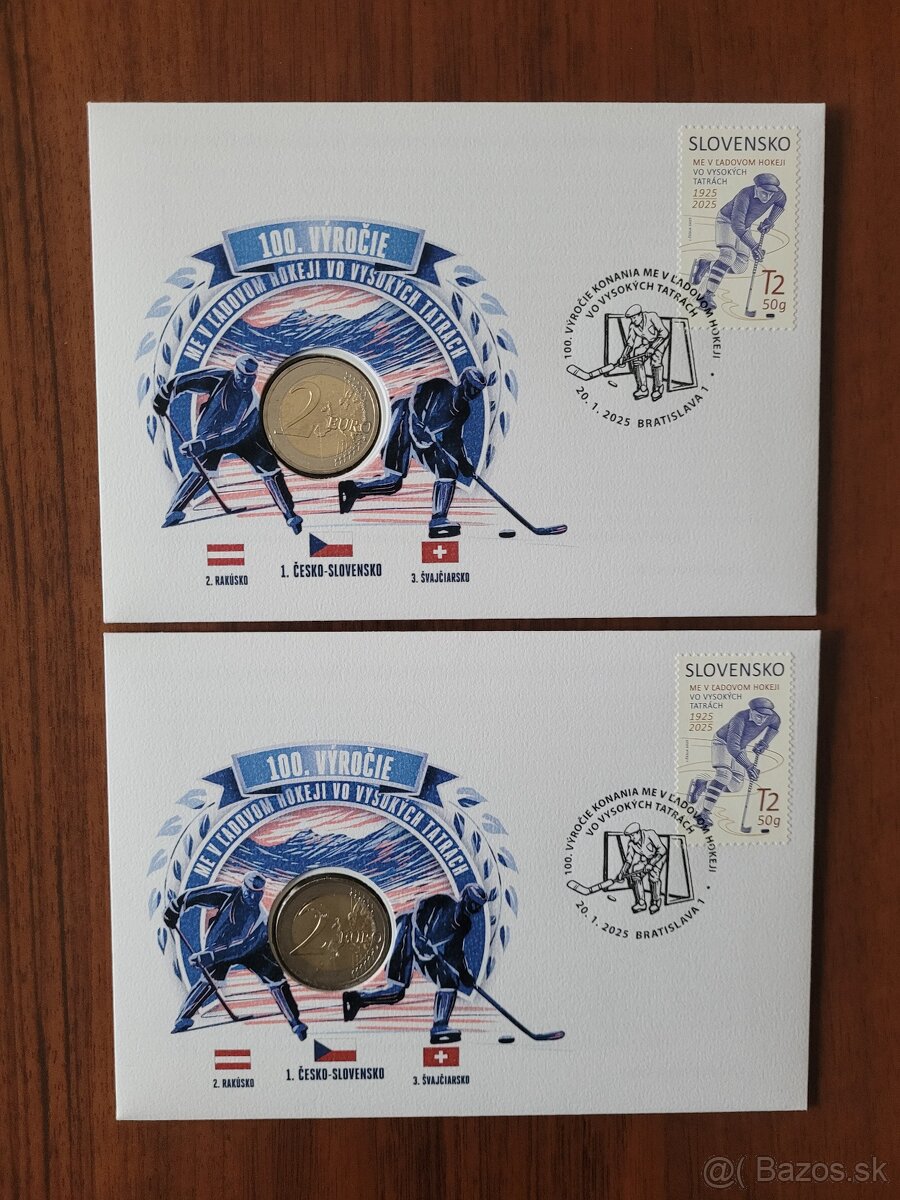 SLOVENSKO
ME V ĽADOVOM HOKEJI
VO VYSOKÝCH
TATRÁCH
1925
2025
T2
50g
100. VÝROČIE
ME V ĽADOVOM HOKEJI VO VYSOKÝCH TATRÁCH
2 EURO
100. VÝROČIE KONANIA ME V ĽADOVOM HOKEJI
VO VYSOKÝCH TATRÁCH
20. 1. 2025 BRATISLAVA 1
2. RAKÚSKO
1. ČESKO-SLOVENSKO
3. ŠVAJČIARSKO
SLOVENSKO
ME V ĽADOVOM HOKEJI
VO VYSOKÝCH
TATRÁCH
1925
2025
T2
50g
100. VÝROČIE
ME V ĽADOVOM HOKEJI VO VYSOKÝCH TATRÁCH
2 EURO
100. VÝROČIE KONANIA ME V ĽADOVOM HOKEJI
VO VYSOKÝCH TATRÁCH
20. 1. 2025 BRATISLAVA 1
2. RAKÚSKO
1. ČESKO-SLOVENSKO
3. ŠVAJČIARSKO
@( Bazos.sk